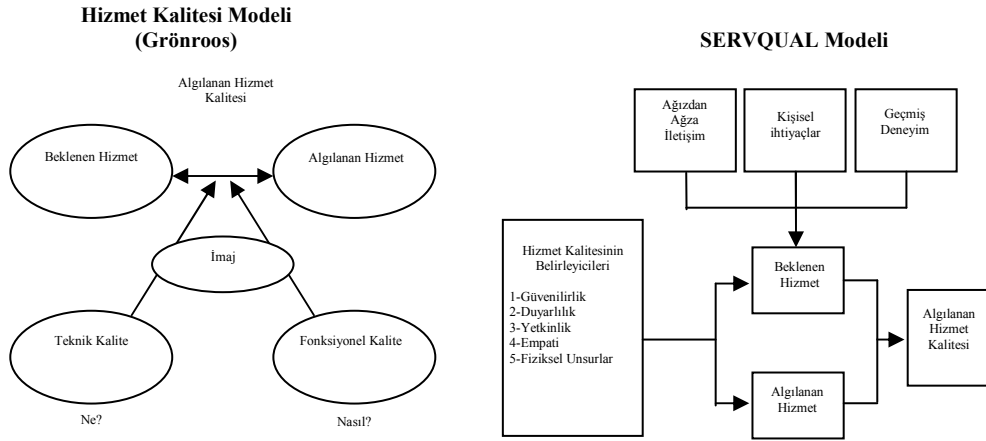 Hizmet Kalitesi Modeli
(Grönroos)
Algılanan Hizmet
Kalitesi
Beklenen Hizmet
Algılanan Hizmet
İmaj
Teknik Kalite
Fonksiyonel Kalite
Ne?
Nasıl?
SERVQUAL Modeli
Ağızdan
Ağza
İletişim
Kişisel
ihtiyaçlar
Geçmiş
Deneyim
Hizmet Kalitesinin
Belirleyicileri
1-Güvenilirlik
2-Duyarlılık
3-Yetkinlik
4-Empati
5-Fiziksel Unsurlar
Beklenen
Hizmet
Algılanan
Hizmet
Algılanan
Hizmet
Kalitesi